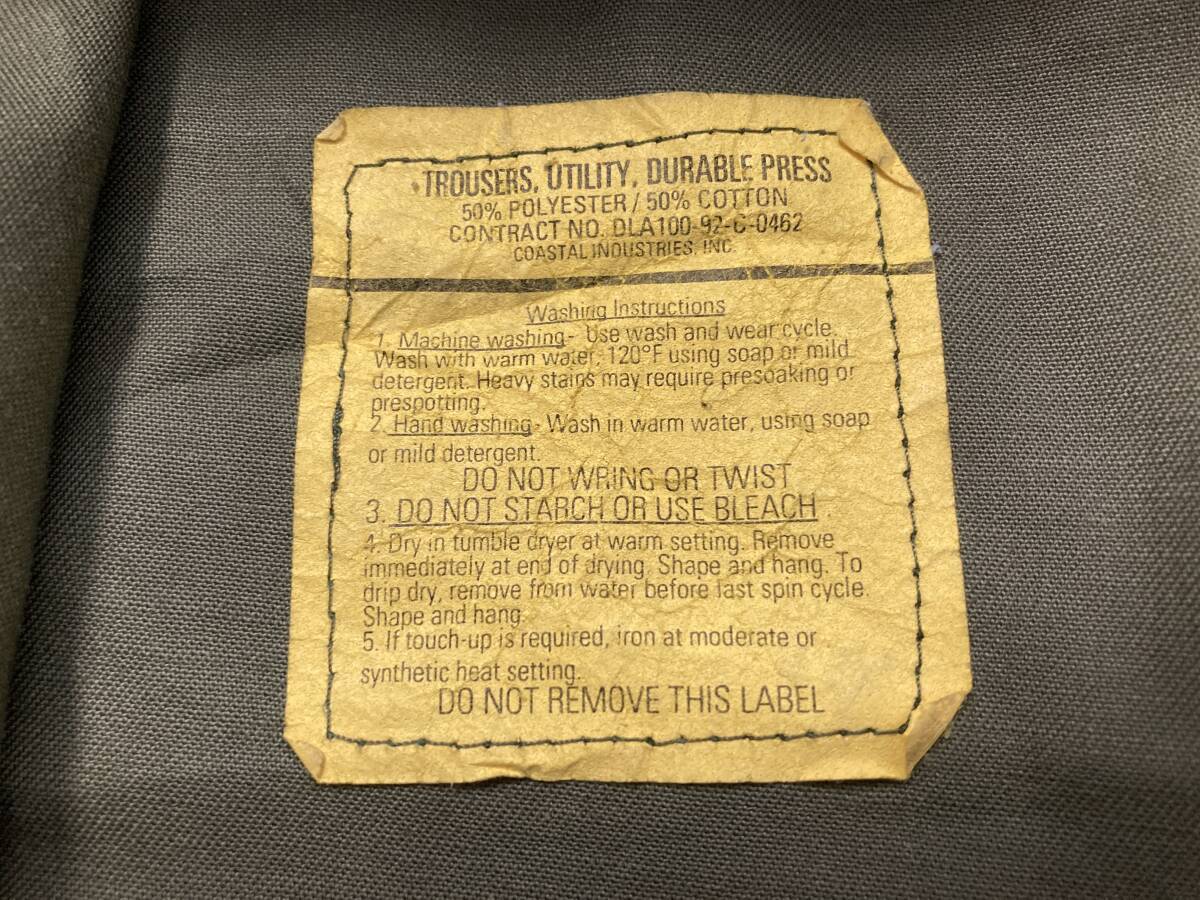 TROUSERS, UTILITY, DURABLE PRESS
50% POLYESTER / 50% COTTON
CONTRACT NO. DLA100-92-C-0462
COASTAL INDUSTRIES, INC.
Washing Instructions
1. Machine washing- Use wash and wear cycle.
Wash with warm water, 120°F using soap or mild
detergent. Heavy stains may require presoaking or
prespotting.
2. Hand washing- Wash in warm water, using soap
or mild detergent.
DO NOT WRING OR TWIST
3. DO NOT STARCH OR USE BLEACH.
4. Dry in tumble dryer at warm setting. Remove
immediately at end of drying. Shape and hang. To
drip dry, remove from water before last spin cycle.
Shape and hang.
5. If touch-up is required, iron at moderate or
synthetic heat setting.
DO NOT REMOVE THIS LABEL